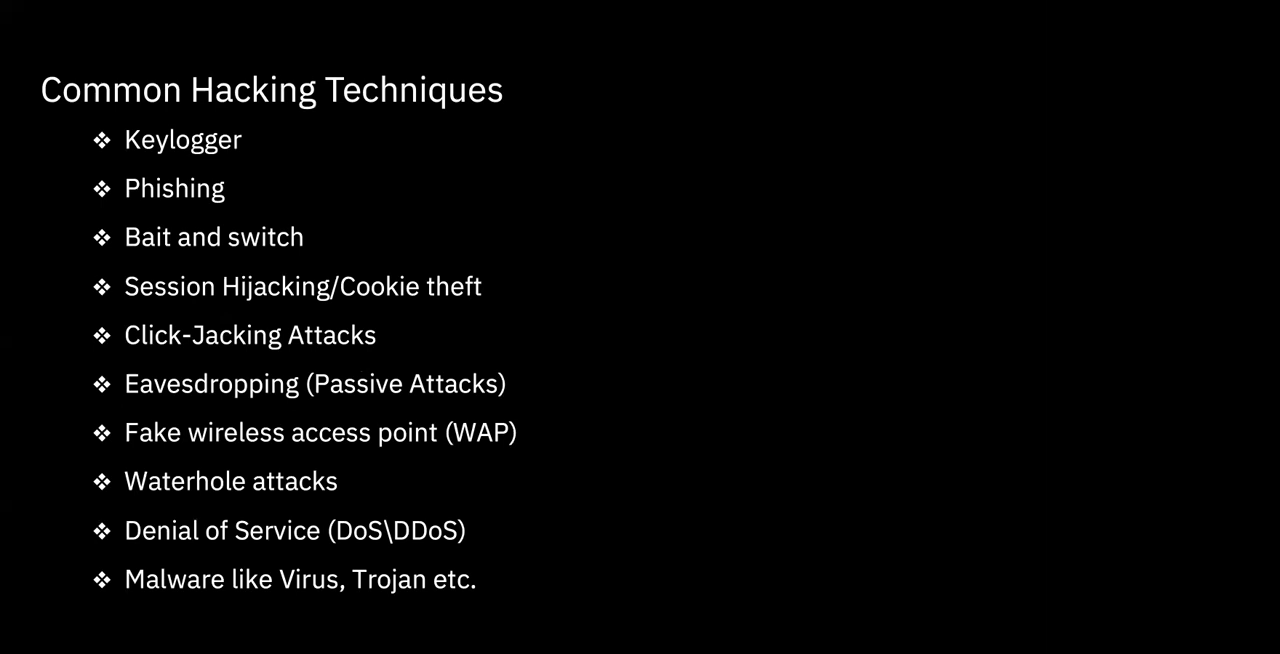 Common Hacking Techniques
❖ Keylogger
❖ Phishing
❖ Bait and switch
❖ Session Hijacking/Cookie theft
❖ Click-Jacking Attacks
❖ Eavesdropping (Passive Attacks)
❖ Fake wireless access point (WAP)
❖ Waterhole attacks
❖ Denial of Service (DoS\DDoS)
❖ Malware like Virus, Trojan etc.